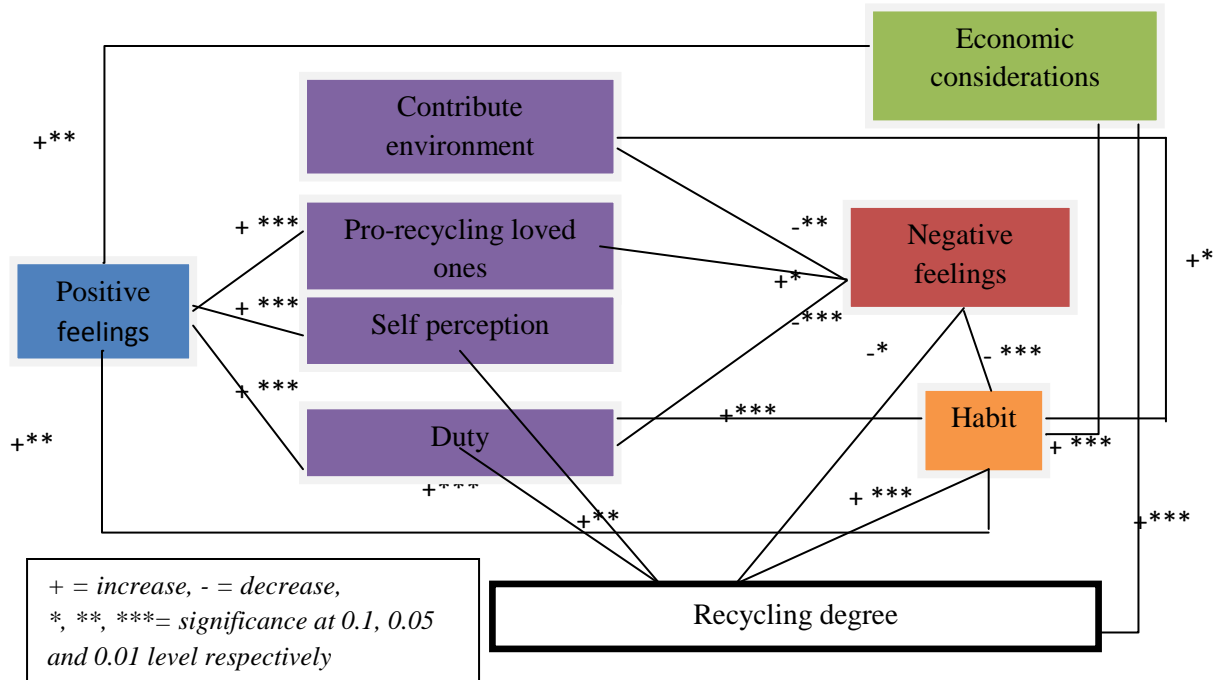 Economic
considerations
Contribute
environment
+**
+ ***
Pro-recycling loved
ones
-**
Negative
feelings
+*
Positive
feelings
+ ***
Self perception
+*
-***
-*
- ***
+ ***
Duty
+***
Habit
+**
+ ***
+***
+**
+ ***
+***
Recycling degree
+ = increase, - = decrease,
*, **, ***= significance at 0.1, 0.05
and 0.01 level respectively